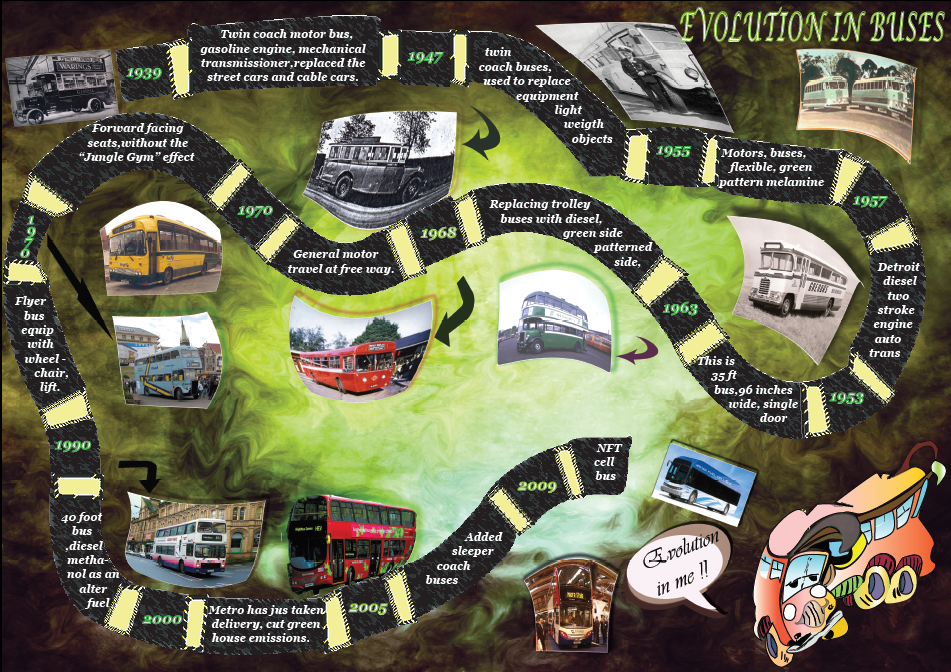 EVOLUTION IN BUSES
WARINGS
1939
Twin coach motor bus,
gasoline engine, mechanical
transmissioner,replaced the
street cars and cable cars.
1947
twin
coach buses,
used to replace
equipment
light
weigth
objects
1955
Motors, buses,
flexible, green
pattern melamine
1957
Detroit
diesel
two
stroke
engine
auto
trans
1953
This is
35 ft
bus,96 inches
wide, single
door
1963
Replacing trolley
buses with diesel,
green side
patterned
side,
1968
General motor
travel at free way.
1970
Forward facing
seats,without the
"Jungle Gym" effect
1976
Flyer
bus
equip
with
wheel -
chair,
lift.
1990
40 foot
bus
,diesel
metha-
nol as an
alter
fuel
2000
Metro has jus taken
delivery, cut green
house emissions.
2005
Added
sleeper
coach
buses
2009
NFT
cell
bus
Evolution
in me !!